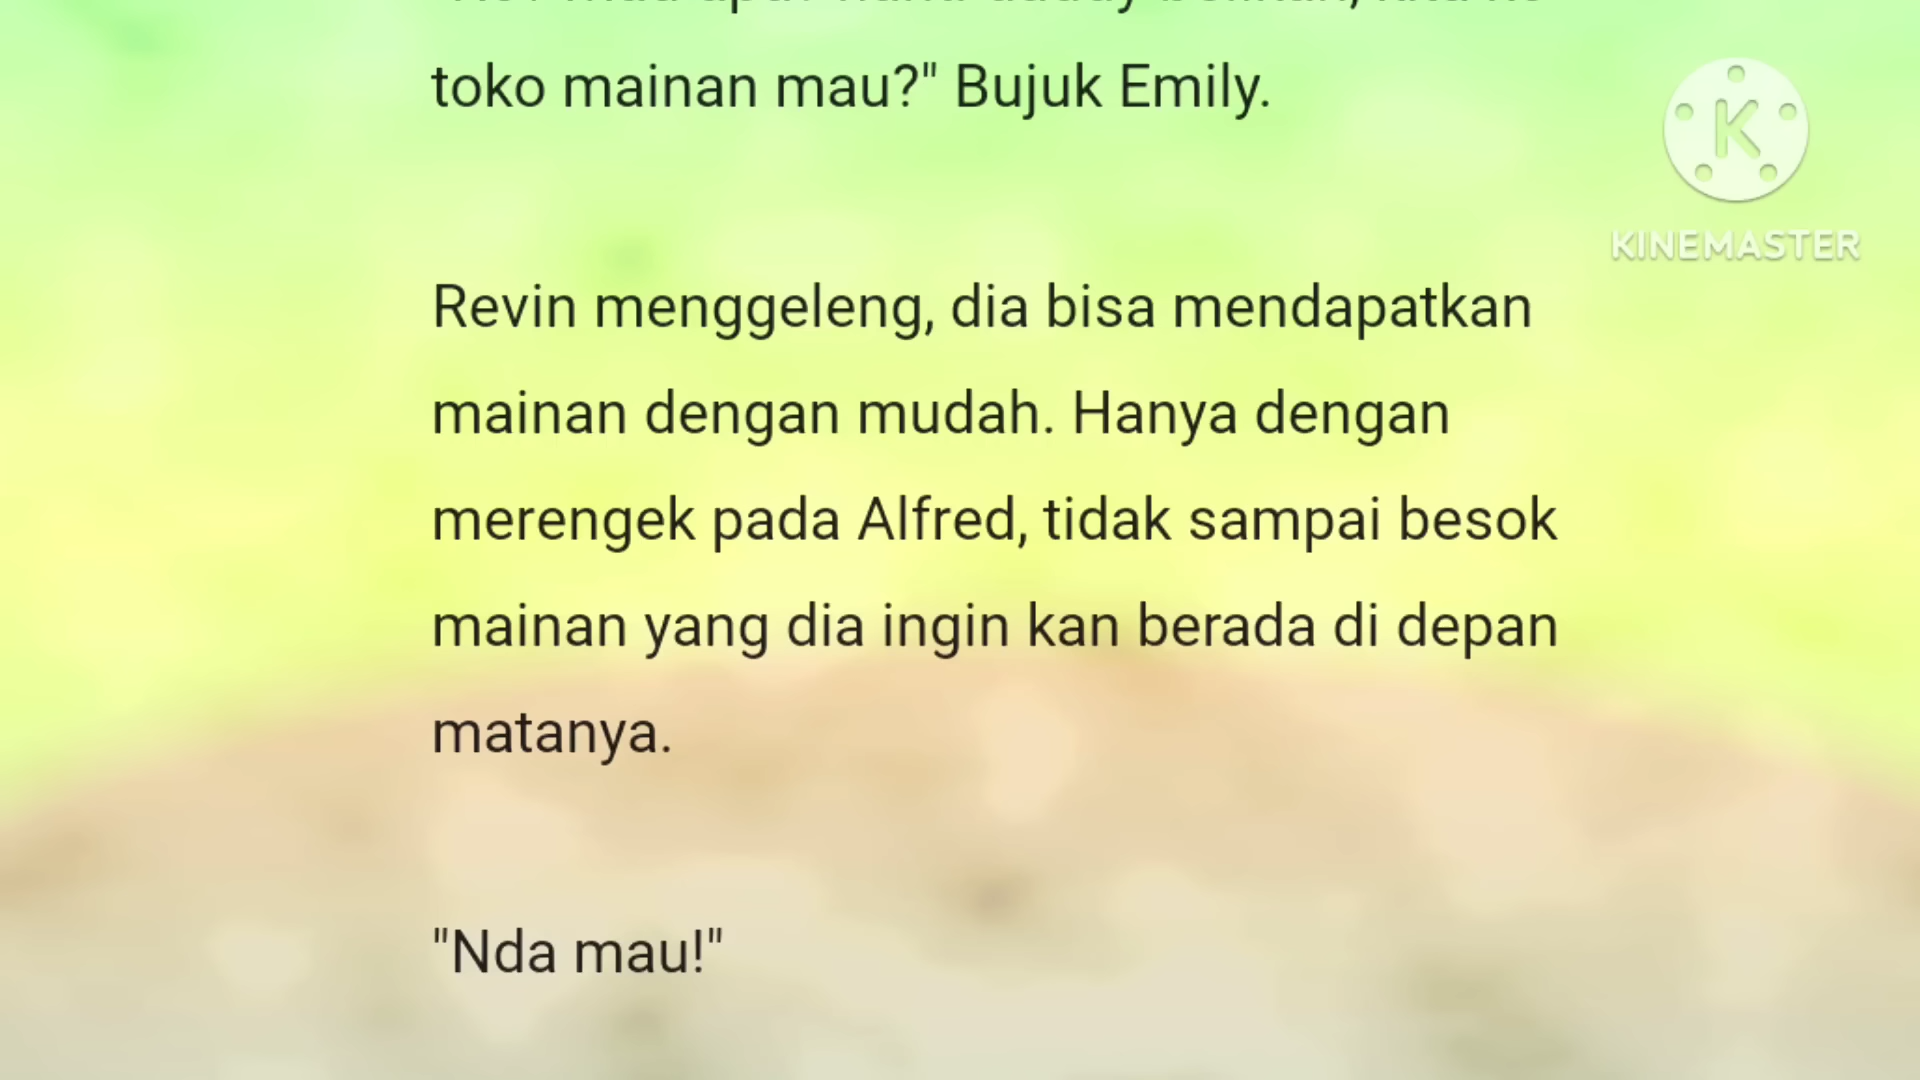 toko mainan mau?" Bujuk Emily.
K
KINEMASTER
Revin menggeleng, dia bisa mendapatkan
mainan dengan mudah. Hanya dengan
merengek pada Alfred, tidak sampai besok
mainan yang dia ingin kan berada di depan
matanya.
"Nda mau!"